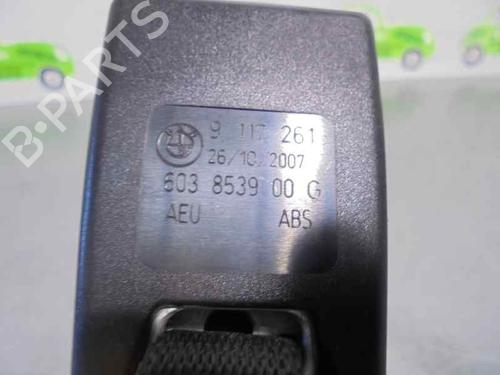 9 117 261
26/10/2007
603 8539 00 G
AEU ABS
B-PARTS